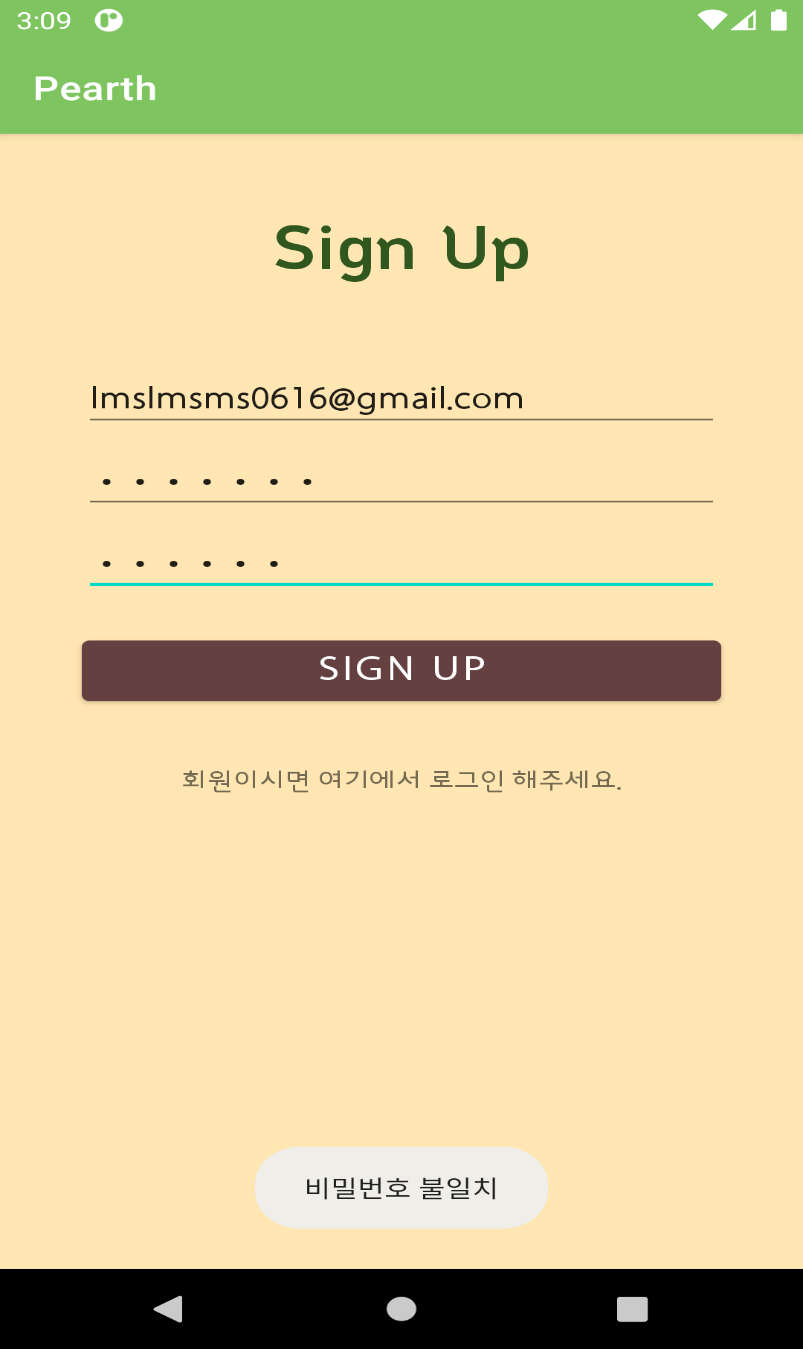 3:09
Pearth
Sign Up
lmslmsms0616@gmail.com
.......
......
SIGN UP
회원이시면 여기에서 로그인 해주세요.
비밀번호 불일치